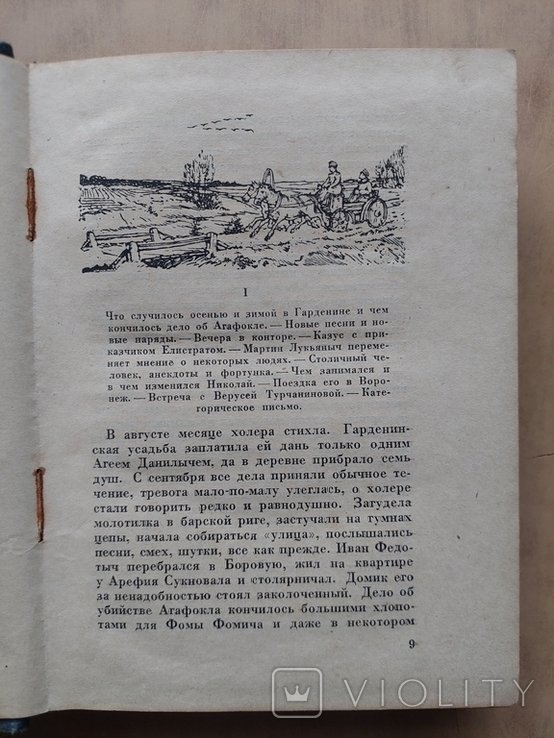 I
Что случилось осенью и зимой в Гарденине и чем
кончилось дело об Агафокле. — Новые песни и но-
вые наряды. — Вечера в конторе. — Казус с при-
казчиком Елистратом. — Мартин Лукьяныч переме-
няет мнение о некоторых людях. — Столичный че-
ловек, анекдоты и фортунка. — Чем занимался и
в чем изменился Николай. — Поездка его в Воро-
неж. — Встреча с Верусей Турчаниновой. — Кате-
горическое письмо.
В августе месяце холера стихла. Гарденин-
ская усадьба заплатила ей дань только одним
Агеем Данилычем, да в деревне прибрало семь
душ. С сентября все дела приняли обычное те-
чение, тревога мало-по-малу улеглась, о холере
стали говорить редко и равнодушно. Загудела
молотилка в барской риге, застучали на гумнах
цепы, начала собираться «улица», послышались
песни, смех, шутки, все как прежде. Иван Федо-
тыч перебрался в Боровую, жил на квартире
у Арефия Сукновала и столярничал. Домик его
за ненадобностью стоял заколоченный. Дело об
убийстве Агафокла кончилось большими хлопо-
тами для Фомы Фомича и даже в некотором
9
VIOLITY